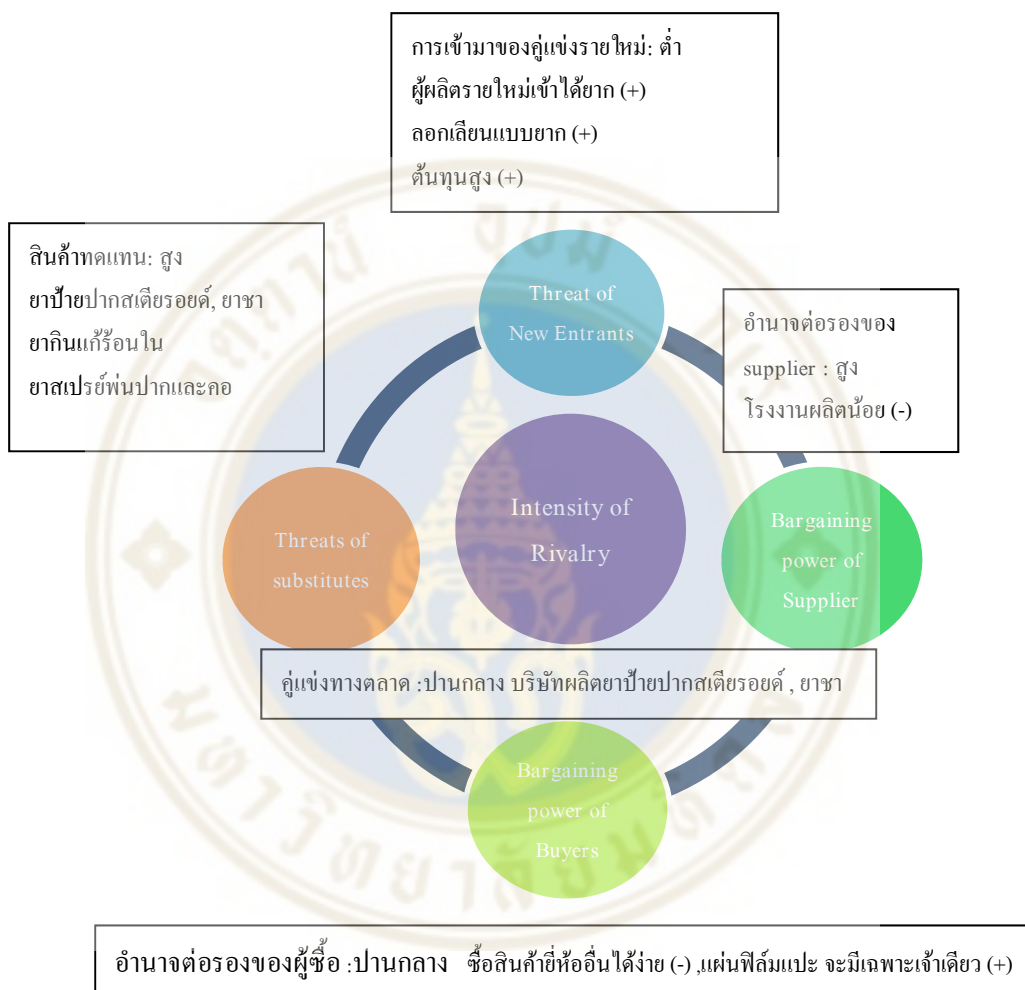 การเข้ามาของคู่แข่งรายใหม่: ต่ำ
ผู้ผลิตรายใหม่เข้าได้ยาก (+)
ลอกเลียนแบบยาก (+)
ต้นทุนสูง (+)
สินค้าทดแทน: สูง
ยาป้ายปากสเตียรอยด์, ยาชา
ยากินแก้ร้อนใน
ยาสเปรย์พ่นปากและคอ
Threat of
New Entrants
อำนาจต่อรองของ
supplier : สูง
โรงงานผลิตน้อย (-)
Intensity of
Rivalry
Threats of
substitutes
Bargaining
power of
Supplier
คู่แข่งทางตลาด :ปานกลาง บริษัทผลิตยาป้ายปากสเตียรอยด์ , ยาชา
Bargaining
power of
Buyers
มหาวิทยาลัยมหิดล
อำนาจต่อรองของผู้ซื้อ :ปานกลาง ซื้อสินค้ายี่ห้ออื่นได้ง่าย (-) ,แผ่นฟิล์มแปะ จะมีเฉพาะเจ้าเดียว (+)